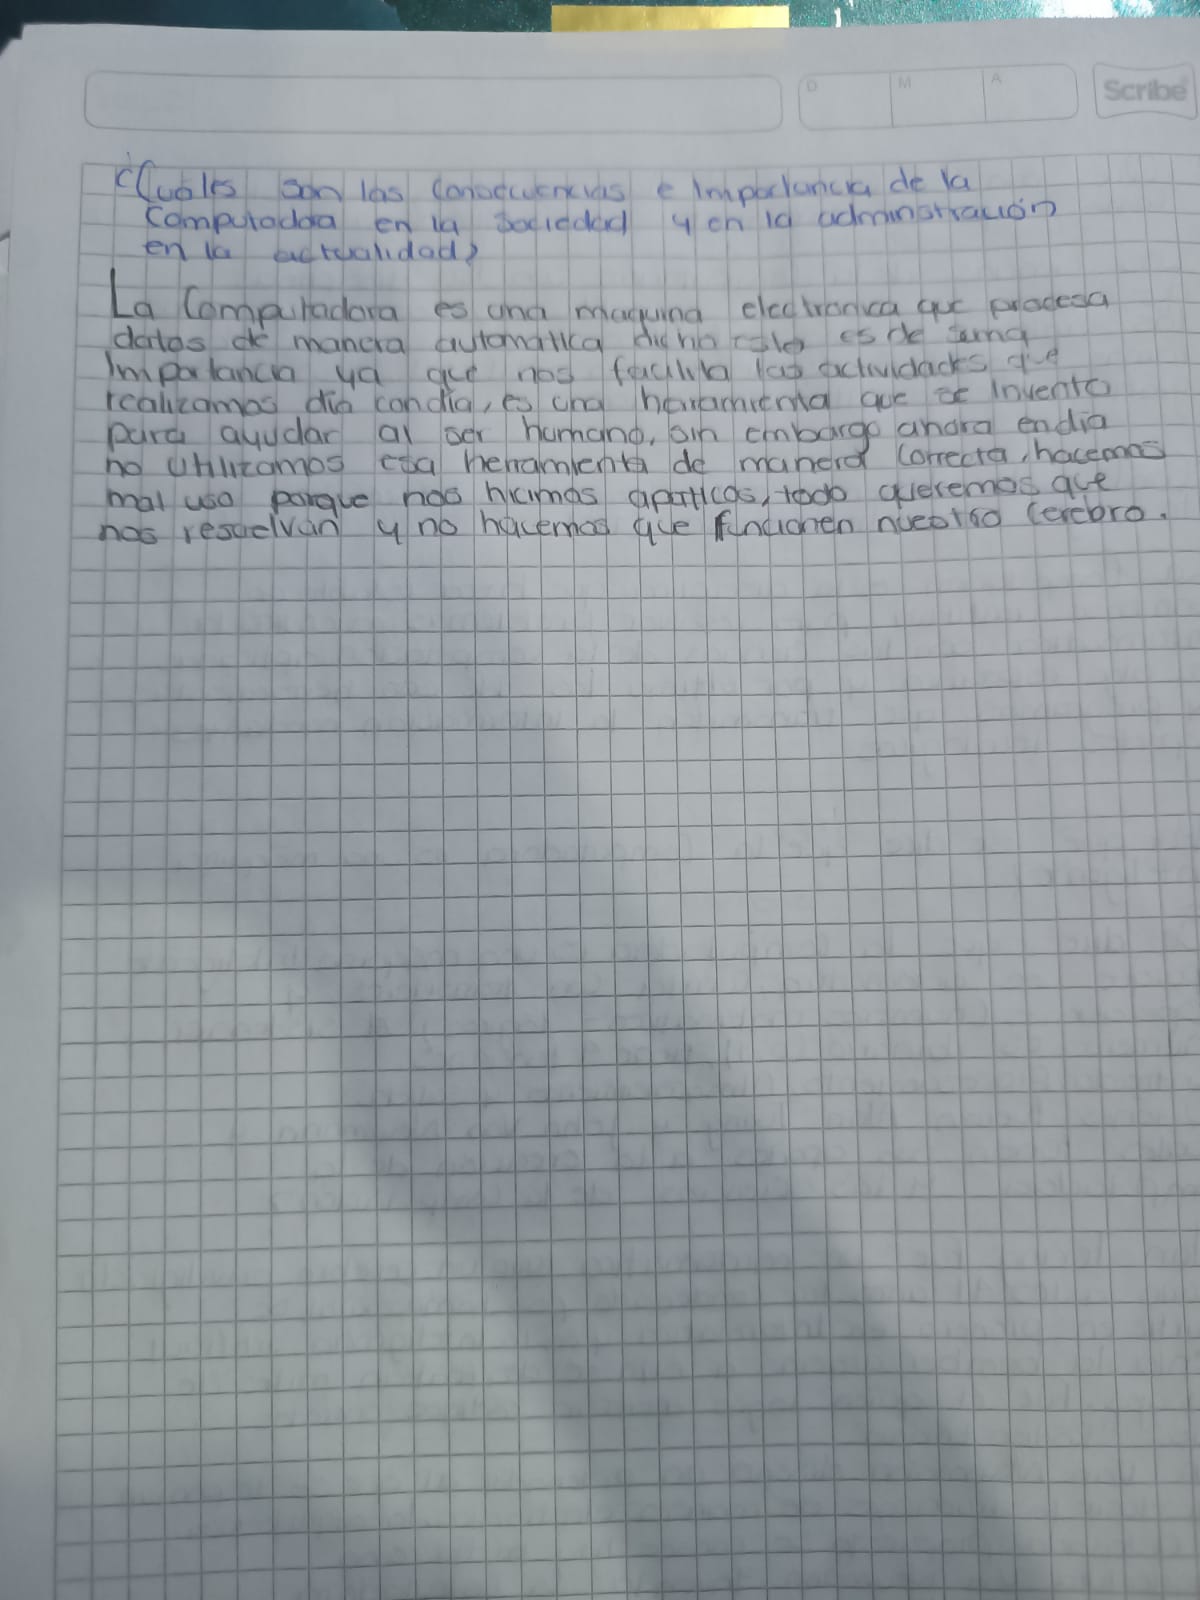 D M A Scribe
¿Cuales son las consecuencias e importancia de la
Computadora en la sociedad y en la administración
en la actualidad?
La Computadora es una maquina electronica que procesa
datos de manera automatica dicho esto es de suma
Importancia ya que nos facilita las actividades que
realizamos dia con dia, es una herramienta que se Invento
para ayudar al ser humano, sin embargo ahora en dia
no Utilizamos esa herramienta de manera Correcta, hacemos
mal uso porque nos hicimos apaticos, todo queremos que
nos resuelvan y no hacemos que funcionen nuestro Cerebro.